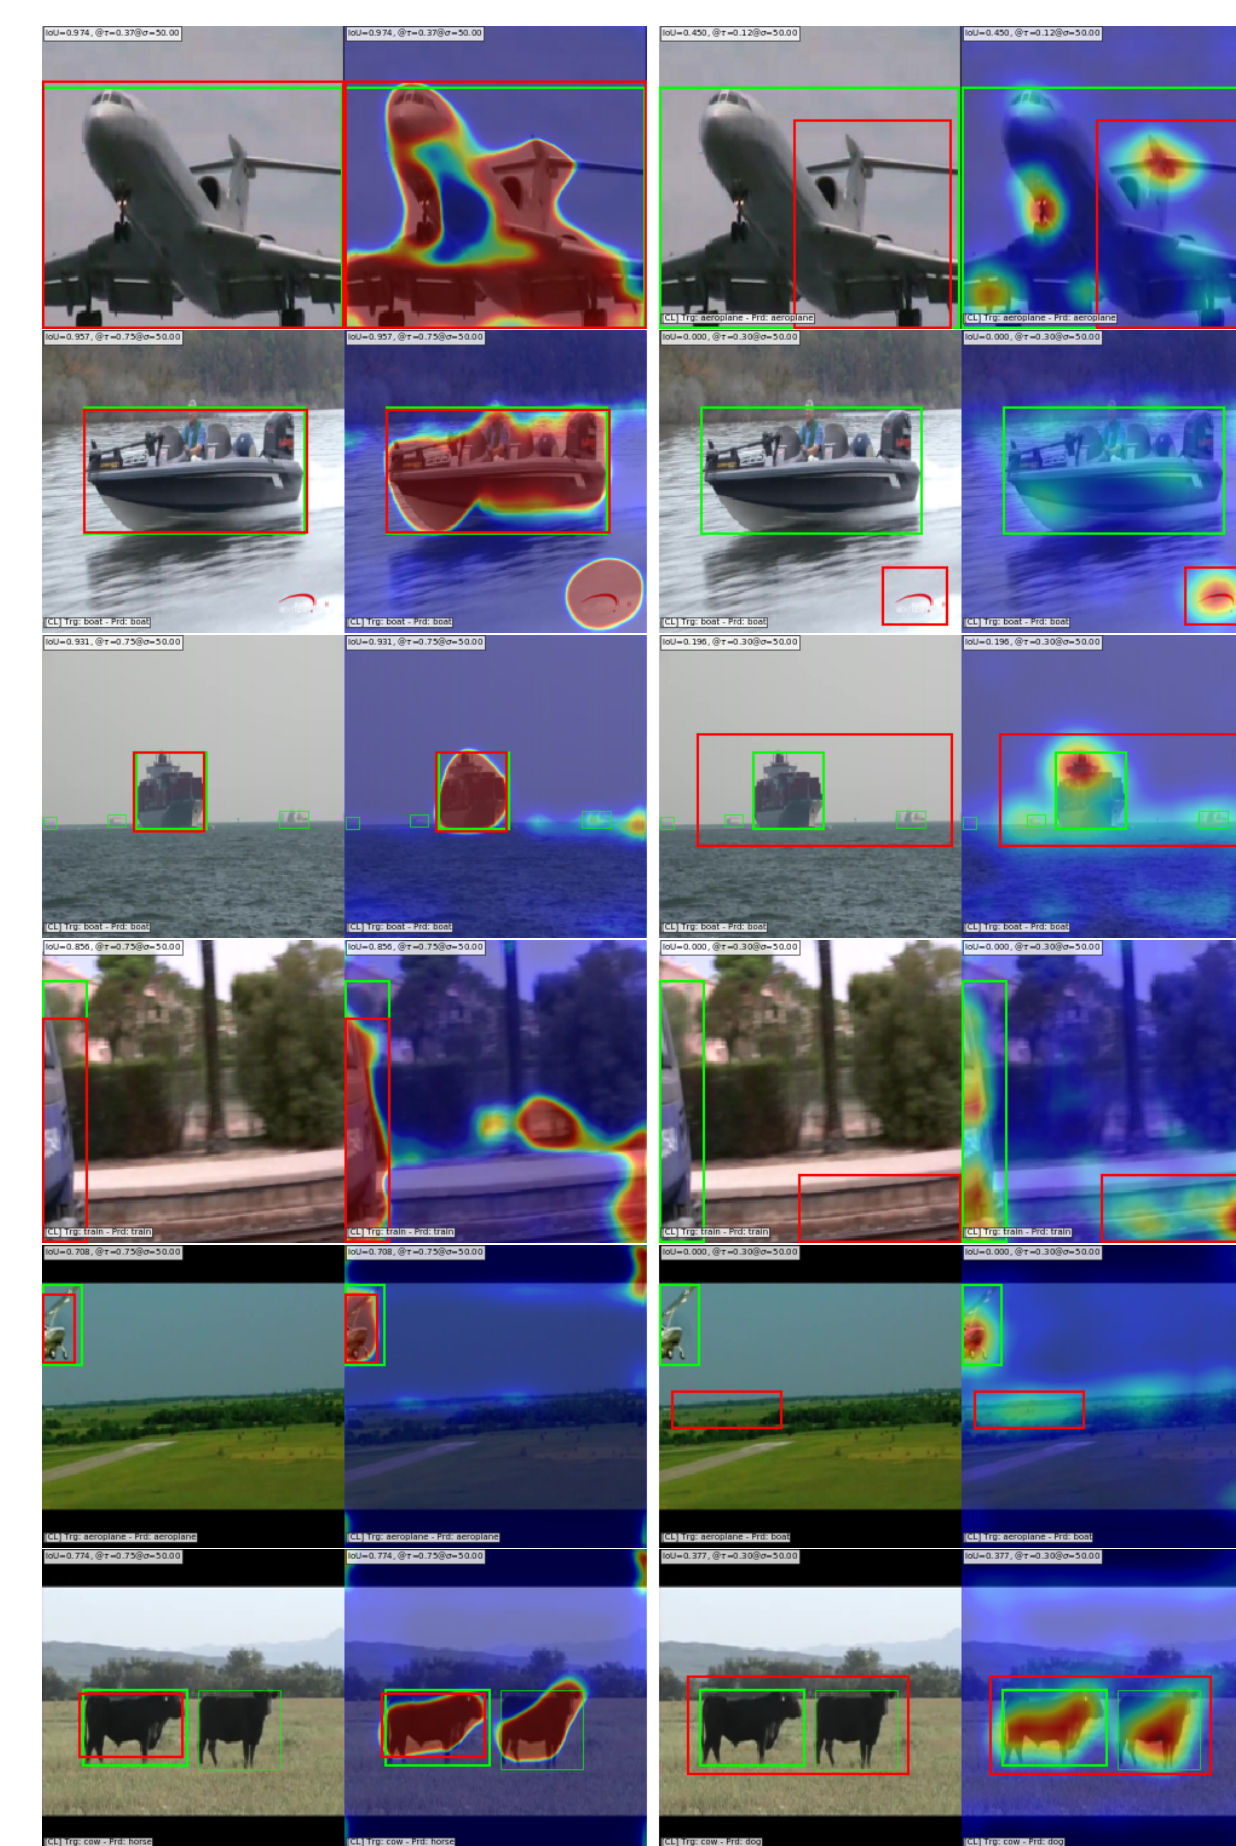 IoU=0.974, @τ=0.37@σ=50.00
IoU=0.974, @τ=0.37@σ=50.00
IoU=0.450, @τ=0.12@σ=50.00
IoU=0.450, @τ=0.12@σ=50.00
[CL] Trg: aeroplane - Prd: aeroplane
[CL] Trg: aeroplane - Prd: aeroplane
IoU=0.957, @τ=0.75@σ=50.00
IoU=0.957, @τ=0.75@σ=50.00
IoU=0.000, @τ=0.30@σ=50.00
IoU=0.000, @τ=0.30@σ=50.00
[CL] Trg: boat - Prd: boat
[CL] Trg: boat - Prd: boat
[CL] Trg: boat - Prd: boat
[CL] Trg: boat - Prd: boat
IoU=0.931, @τ=0.75@σ=50.00
IoU=0.931, @τ=0.75@σ=50.00
IoU=0.196, @τ=0.30@σ=50.00
IoU=0.196, @τ=0.30@σ=50.00
[CL] Trg: boat - Prd: boat
[CL] Trg: boat - Prd: boat
[CL] Trg: boat - Prd: boat
[CL] Trg: boat - Prd: boat
IoU=0.856, @τ=0.75@σ=50.00
IoU=0.856, @τ=0.75@σ=50.00
IoU=0.000, @τ=0.30@σ=50.00
IoU=0.000, @τ=0.30@σ=50.00
[CL] Trg: train - Prd: train
[CL] Trg: train - Prd: train
[CL] Trg: train - Prd: train
[CL] Trg: train - Prd: train
IoU=0.708, @τ=0.75@σ=50.00
IoU=0.708, @τ=0.75@σ=50.00
IoU=0.000, @τ=0.30@σ=50.00
IoU=0.000, @τ=0.30@σ=50.00
[CL] Trg: aeroplane - Prd: aeroplane
[CL] Trg: aeroplane - Prd: aeroplane
[CL] Trg: aeroplane - Prd: boat
[CL] Trg: aeroplane - Prd: boat
IoU=0.774, @τ=0.75@σ=50.00
IoU=0.774, @τ=0.75@σ=50.00
IoU=0.377, @τ=0.30@σ=50.00
IoU=0.377, @τ=0.30@σ=50.00
[CL] Trg: cow - Prd: horse
[CL] Trg: cow - Prd: horse
[CL] Trg: cow - Prd: dog
[CL] Trg: cow - Prd: dog